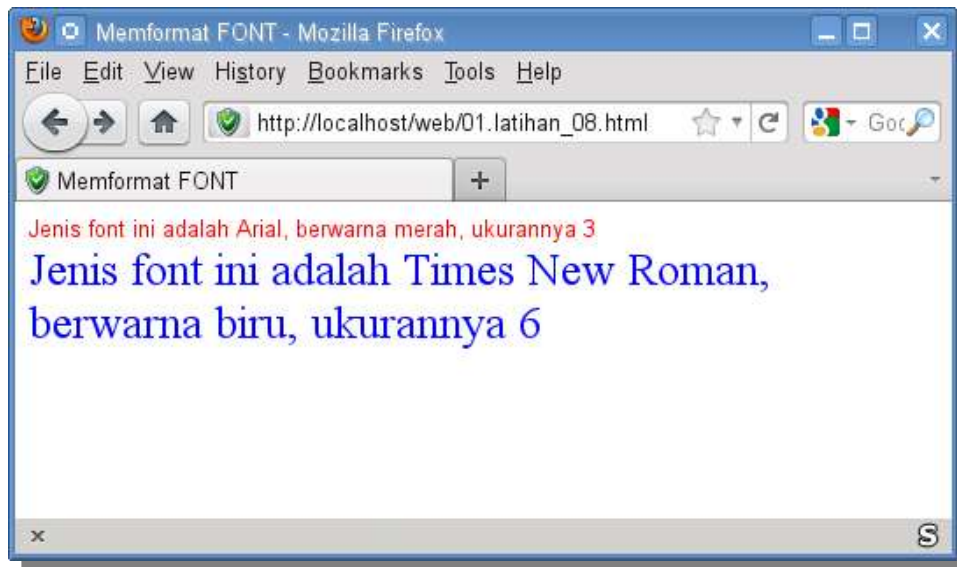 Memformat FONT - Mozilla Firefox
File Edit View History Bookmarks Tools Help
http://localhost/web/01.latihan_08.html Goo
Memformat FONT
Jenis font ini adalah Arial, berwarna merah, ukurannya 3
Jenis font ini adalah Times New Roman,
berwarna biru, ukurannya 6
S